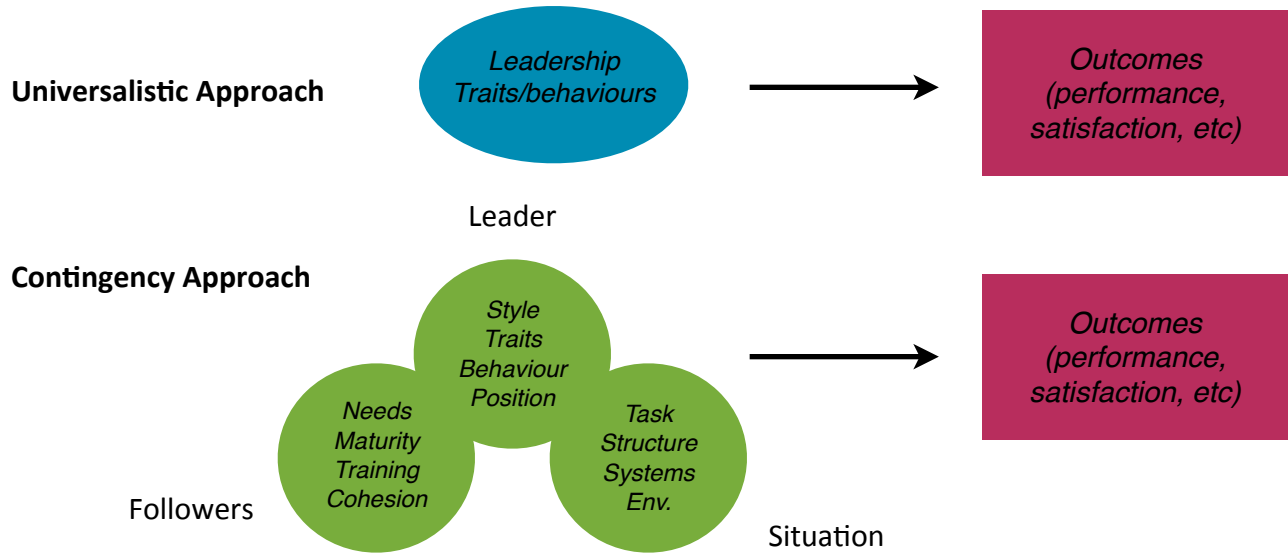 Universalistic Approach
Leadership
Traits/behaviours
Outcomes
(performance,
satisfaction, etc)
Leader
Contingency Approach
Style
Traits
Behaviour
Position
Needs
Maturity
Training
Cohesion
Task
Structure
Systems
Env.
Outcomes
(performance,
satisfaction, etc)
Followers
Situation